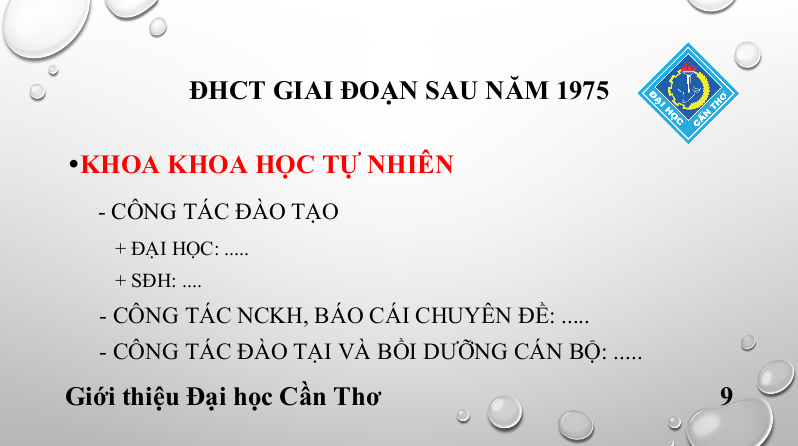 ĐHCT GIAI ĐOẠN SAU NĂM 1975
ĐẠI HỌC CẦN THƠ
•KHOA KHOA HỌC TỰ NHIÊN
- CÔNG TÁC ĐÀO TẠO
+ ĐẠI HỌC: .....
+ SĐH: ....
- CÔNG TÁC NCKH, BÁO CÁI CHUYÊN ĐỀ: .....
- CÔNG TÁC ĐÀO TẠI VÀ BỒI DƯỠNG CÁN BỘ: .....
Giới thiệu Đại học Cần Thơ 9